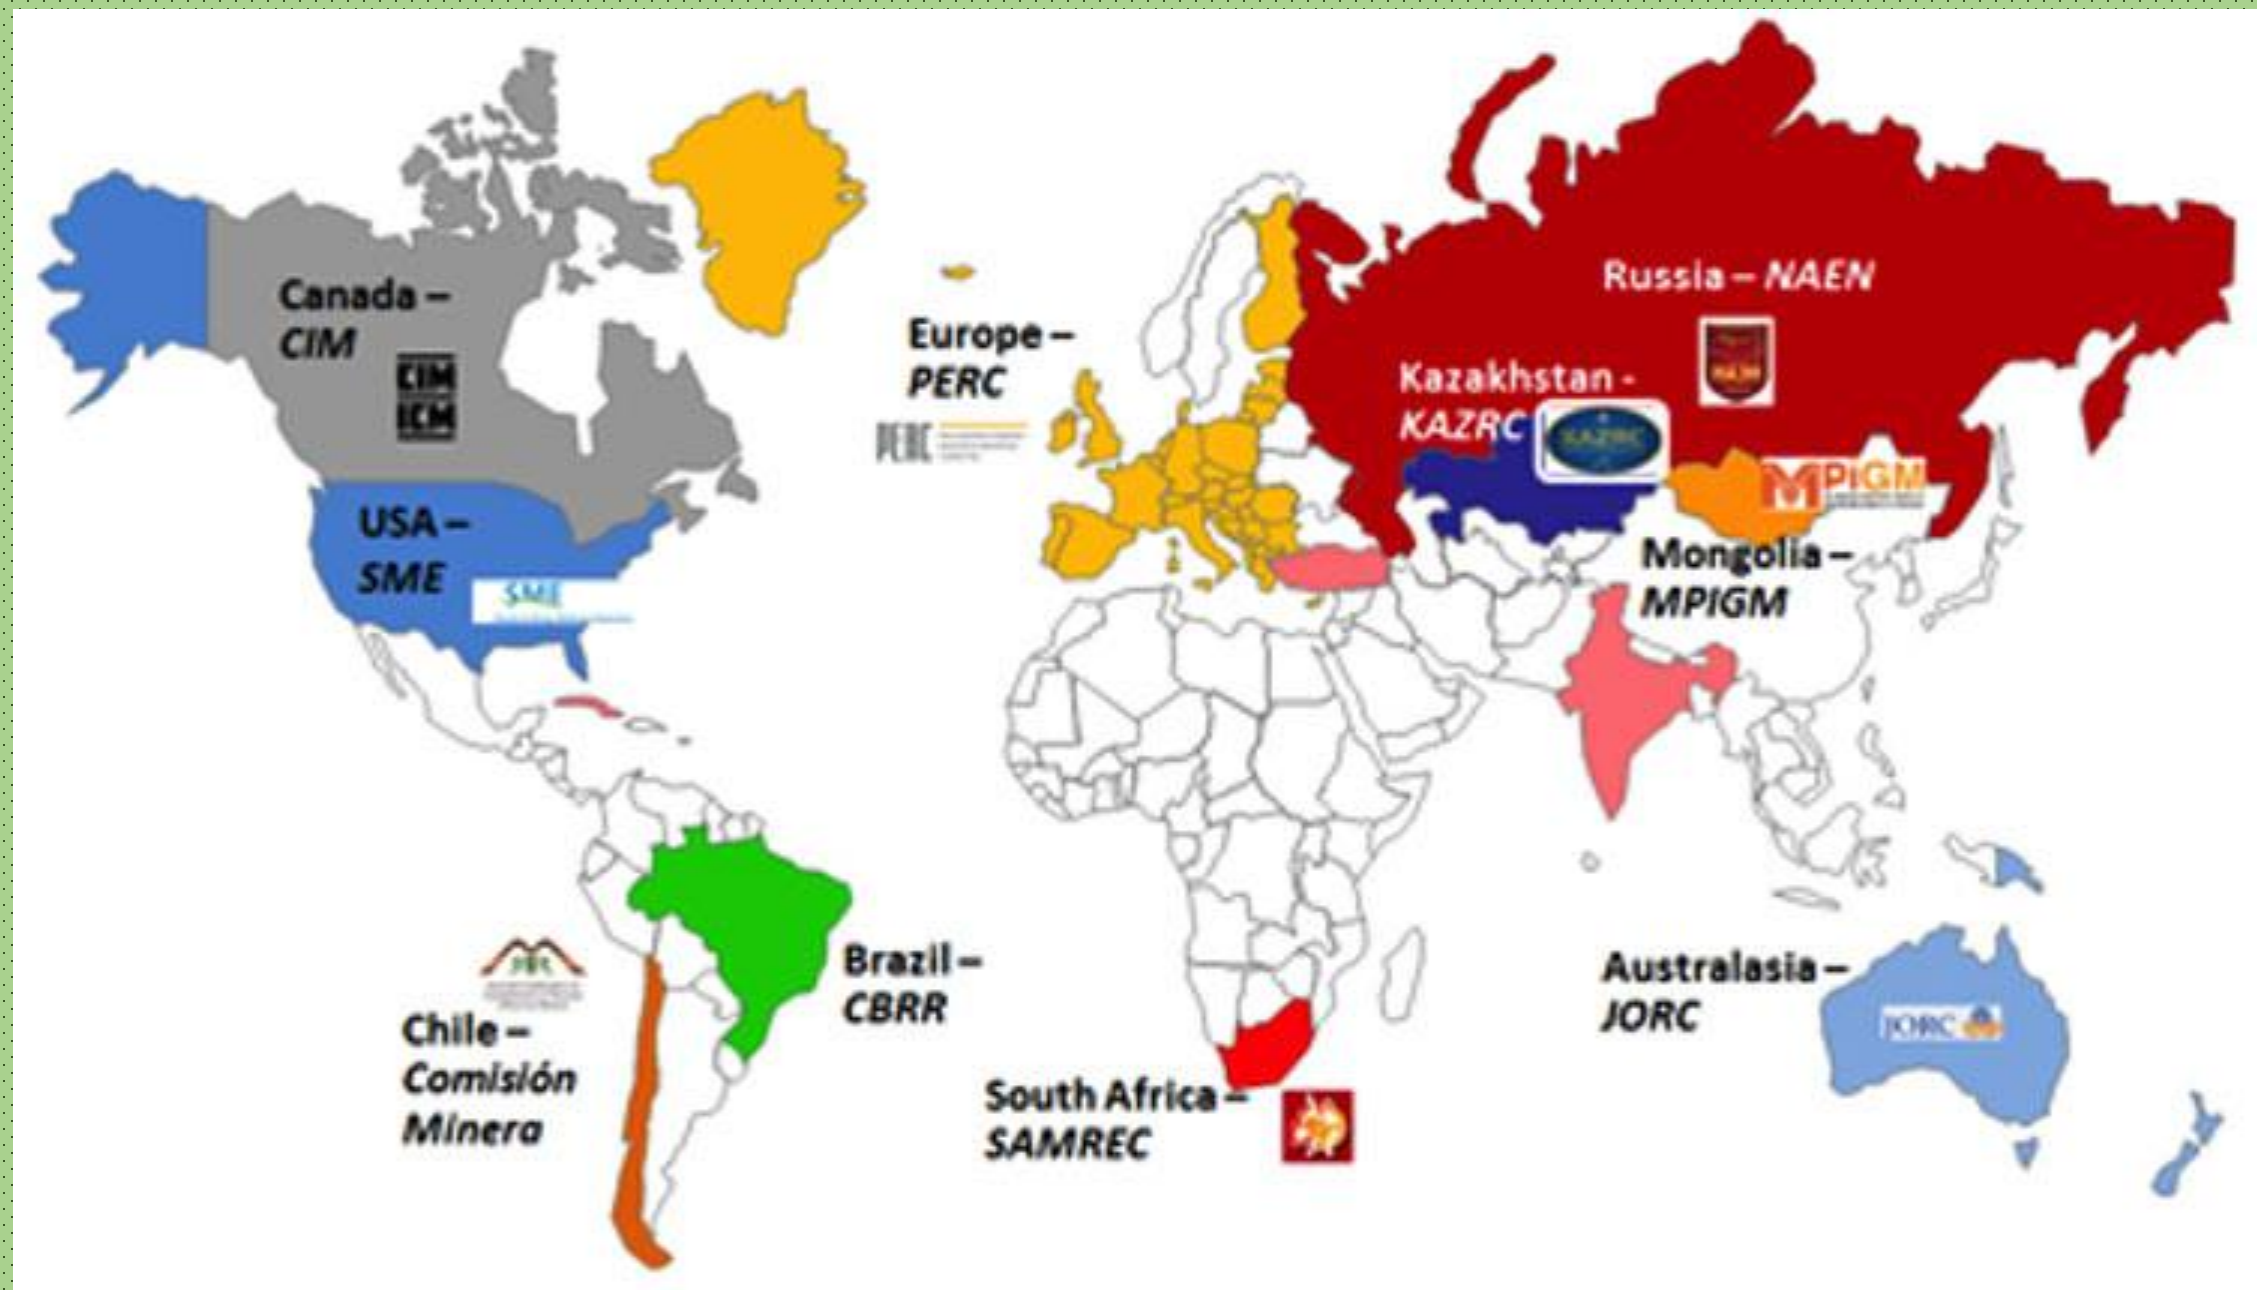 Canada –
CIM
CIM
ICM
USA –
SME
SME
Europe –
PERC
PERC
Russia – NAEN
Kazakhstan -
KAZRC
KAZRC
MPIGM
Mongolia –
MPIGM
Brazil –
CBRR
Chile –
Comisión
Minera
South Africa –
SAMREC
Australasia –
JORC
JORC